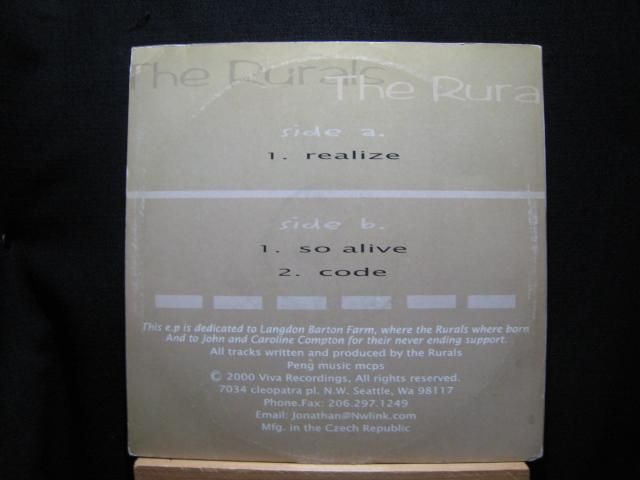 The Rurals
The Rura
side a.
1. realize
side b.
1. so alive
2. code
This e.p is dedicated to Langdon Barton Farm, where the Rurals where born
And to John and Caroline Compton for their never ending support.
All tracks written and produced by the Rurals
Peng music mcps
© 2000 Viva Recordings, All rights reserved.
7034 cleopatra pl. N.W. Seattle, Wa 98117
Phone.Fax: 206.297.1249
Email: Jonathan@Nwlink.com
Mfg. in the Czech Republic